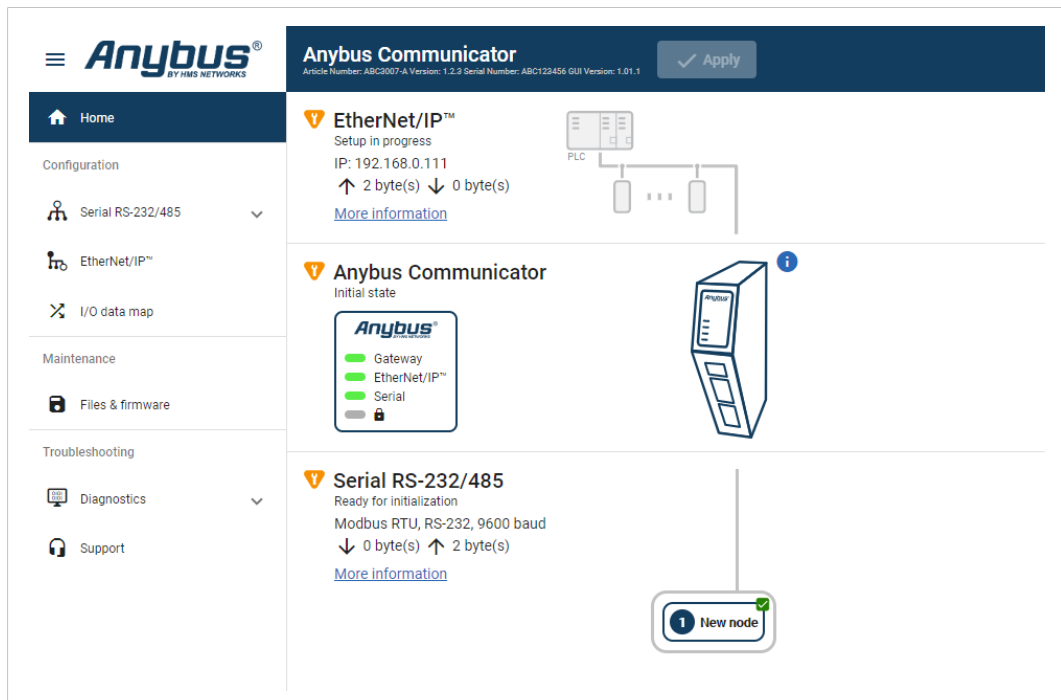 Anybus®
BY HMS NETWORKS
Anybus Communicator
Article Number: ABC3007-A Version: 1.2.3 Serial Number: ABC123456 GUI Version: 1.01.1
Apply
Home
Configuration
Serial RS-232/485
EtherNet/IP™
I/O data map
Maintenance
Files & firmware
Troubleshooting
Diagnostics
Support
EtherNet/IP™
Setup in progress
IP: 192.168.0.111
2 byte(s) 0 byte(s)
More information
PLC
Anybus Communicator
Initial state
Anybus®
BY HMS NETWORKS
Gateway
EtherNet/IP™
Serial
Anybus
i
Serial RS-232/485
Ready for initialization
Modbus RTU, RS-232, 9600 baud
0 byte(s) 2 byte(s)
More information
1 New node